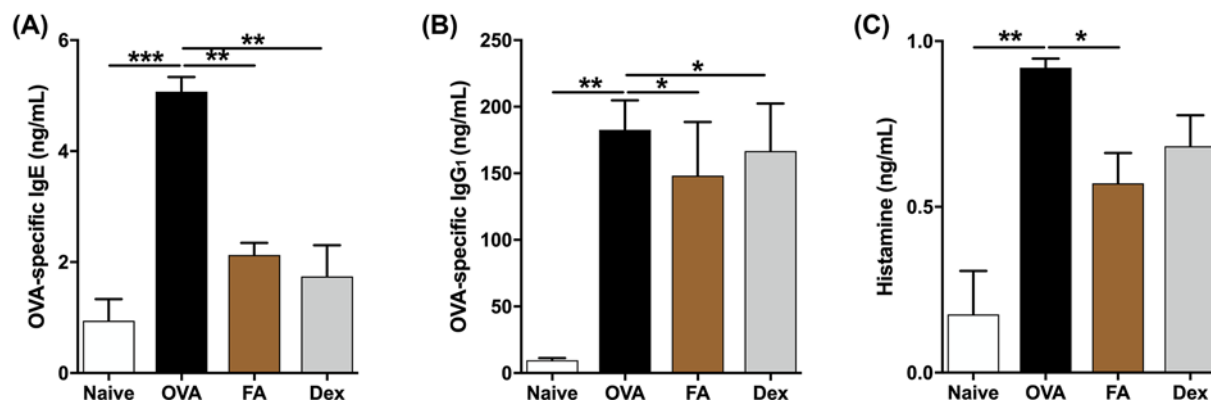 (A)
OVA-specific IgE (ng/mL)
6
4
2
0
***
**
**
Naive OVA FA Dex
(B)
OVA-specific IgG1 (ng/mL)
250
200
150
100
50
0
**
*
*
Naive OVA FA Dex
(C)
Histamine (ng/mL)
1.0
0.5
0.0
**
*
Naive OVA FA Dex